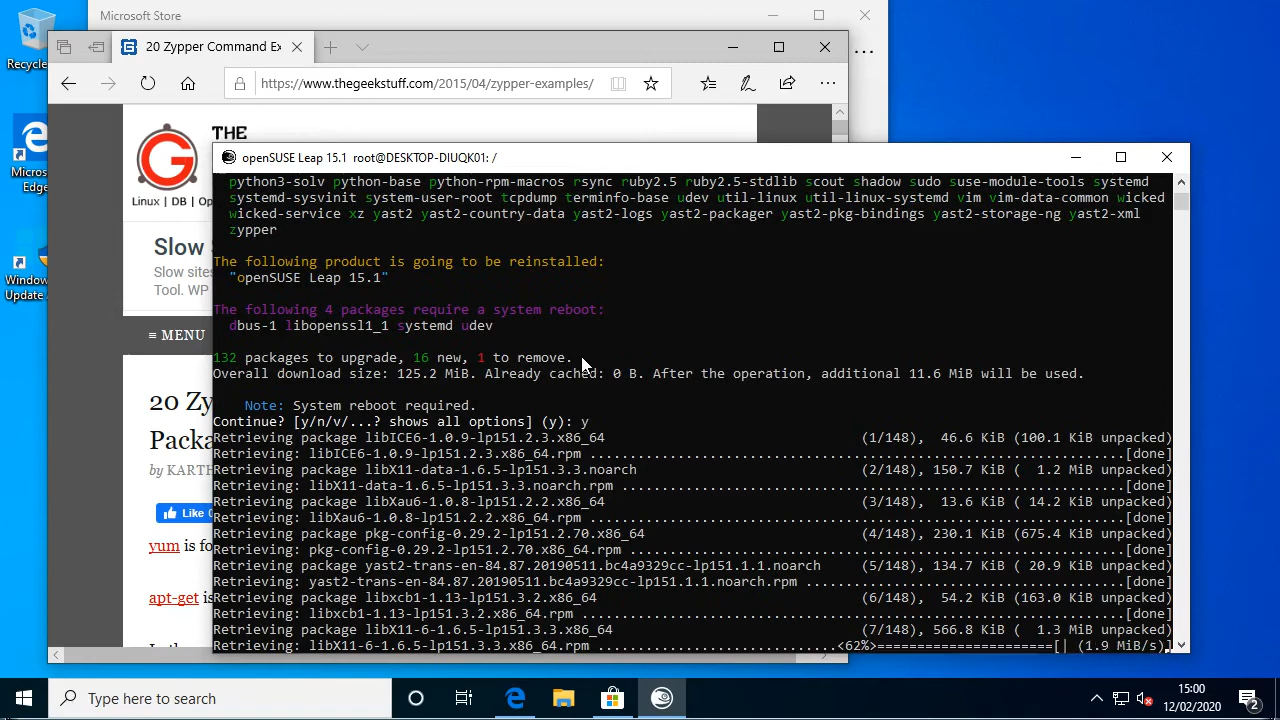 Microsoft Store
Recycle
20 Zypper Command Ex
https://www.thegeekstuff.com/2015/04/zypper-examples/
THE
G
Linux | DB | Op
Microso
Edge
openSUSE Leap 15.1 root@DESKTOP-DIUQK01: /
python3-solv python-base python-rpm-macros rsync ruby2.5 ruby2.5-stdlib scout shadow sudo suse-module-tools systemd
systemd-sysvinit system-user-root tcpdump terminfo-base udev util-linux util-linux-systemd vim vim-data-common wicked
wicked-service xz yast2 yast2-country-data yast2-logs yast2-packager yast2-pkg-bindings yast2-storage-ng yast2-xml
zypper
The following product is going to be reinstalled:
"openSUSE Leap 15.1"
The following 4 packages require a system reboot:
dbus-1 libopenssl1_1 systemd udev
132 packages to upgrade, 16 new, 1 to remove.
Overall download size: 125.2 MiB. Already cached: 0 B. After the operation, additional 11.6 MiB will be used.
Note: System reboot required.
Continue? [y/n/v/...? shows all options] (y): y
Retrieving package libICE6-1.0.9-lp151.2.3.x86_64 (1/148), 46.6 KiB (100.1 KiB unpacked)
Retrieving: libICE6-1.0.9-lp151.2.3.x86_64.rpm ....................................................................[done]
Retrieving package libX11-data-1.6.5-lp151.3.3.noarch (2/148), 150.7 KiB (  1.2 MiB unpacked)
Retrieving: libX11-data-1.6.5-lp151.3.3.noarch.rpm ...............................................................[done]
Retrieving package libXau6-1.0.8-lp151.2.2.x86_64 (3/148), 13.6 KiB ( 14.2 KiB unpacked)
Retrieving: libXau6-1.0.8-lp151.2.2.x86_64.rpm ....................................................................[done]
Retrieving package pkg-config-0.29.2-lp151.2.70.x86_64 (4/148), 230.1 KiB (675.4 KiB unpacked)
Retrieving: pkg-config-0.29.2-lp151.2.70.x86_64.rpm ...............................................................[done]
Retrieving package yast2-trans-en-84.87.20190511.bc4a9329cc-lp151.1.1.noarch (5/148), 134.7 KiB ( 20.9 KiB unpacked)
Retrieving: yast2-trans-en-84.87.20190511.bc4a9329cc-lp151.1.1.noarch.rpm ........................................[done]
Retrieving package libxcb1-1.13-lp151.3.2.x86_64 (6/148), 54.2 KiB (163.0 KiB unpacked)
Retrieving: libxcb1-1.13-lp151.3.2.x86_64.rpm .....................................................................[done]
Retrieving package libX11-6-1.6.5-lp151.3.3.x86_64 (7/148), 566.8 KiB (  1.3 MiB unpacked)
Retrieving: libX11-6-1.6.5-lp151.3.3.x86_64.rpm ..............................<62%>======================[| (1.9 MiB/s)]
Slow S
Slow sites
Tool. WP
Windows
Update A
≡ MENU
20 Zy
Packa
by KARTH
Like
yum is fo
apt-get is
Type here to search
15:00
12/02/2020
2